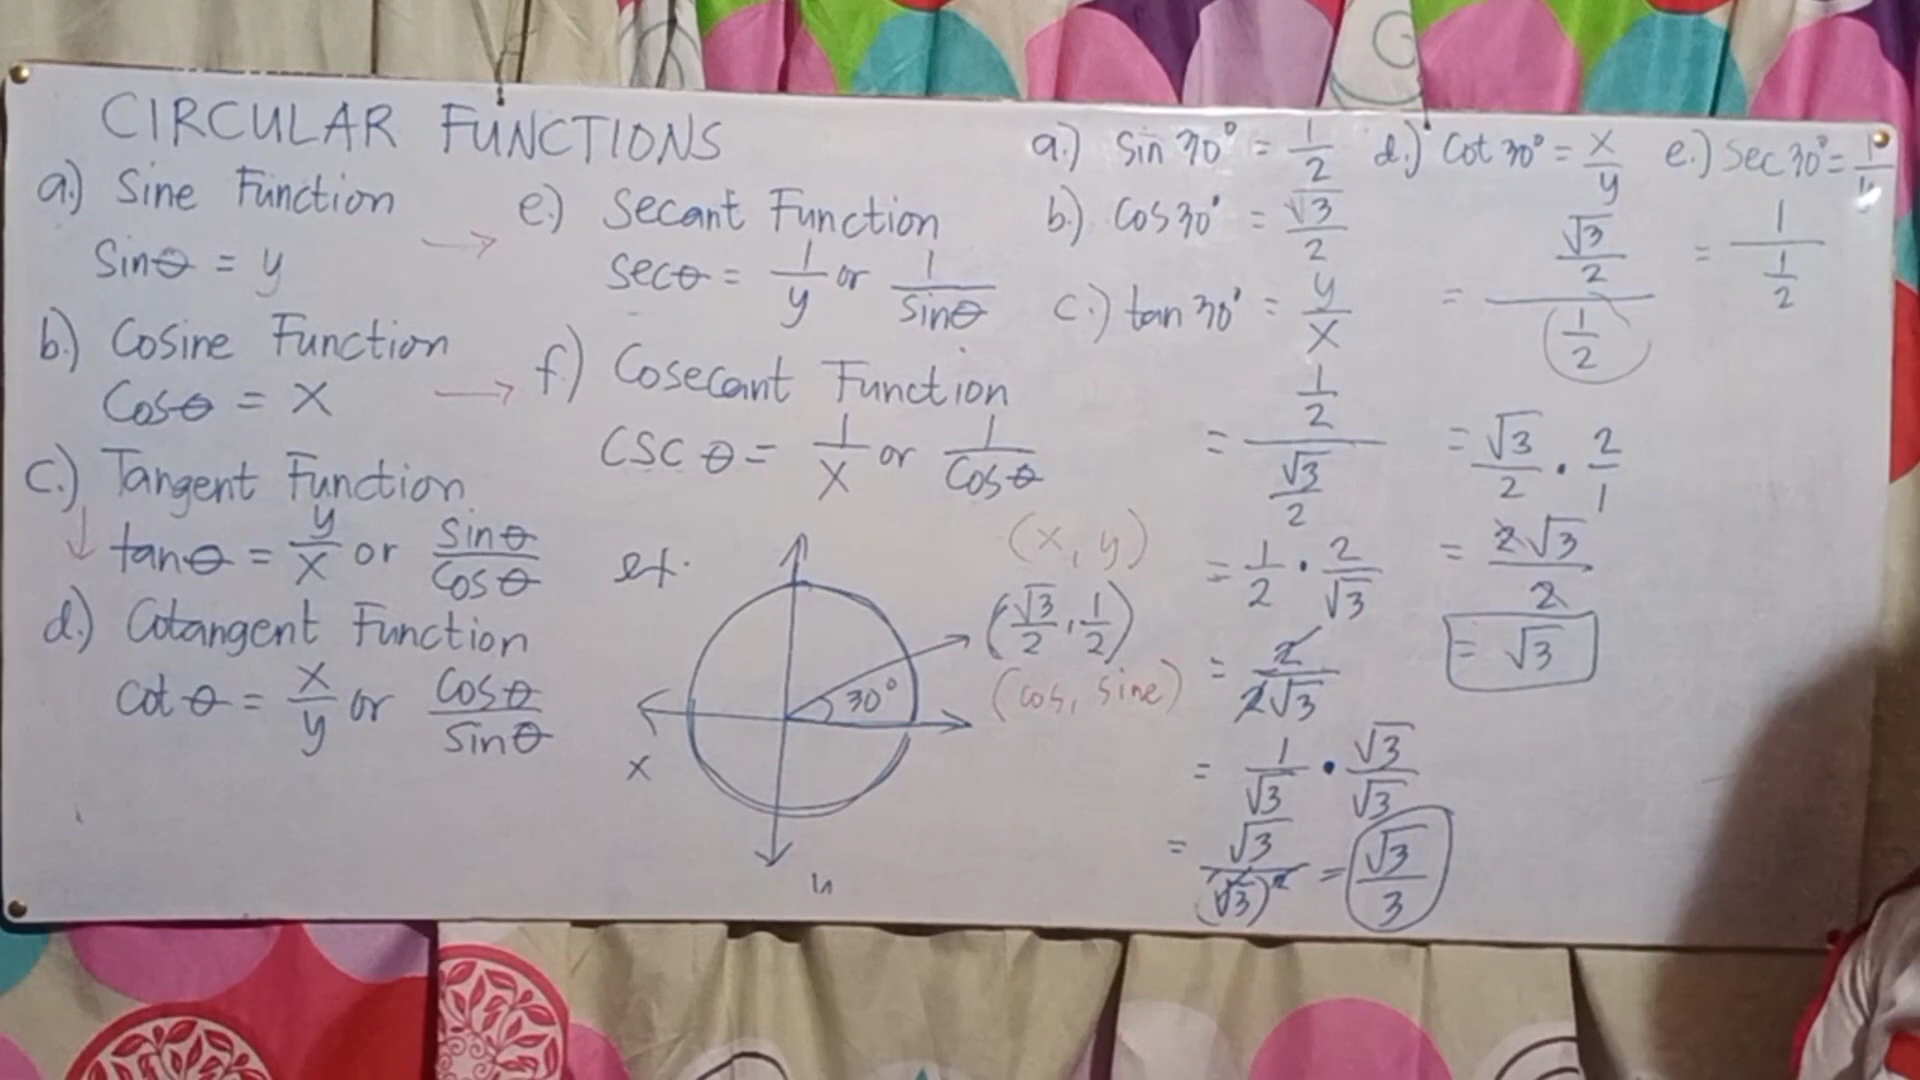 CIRCULAR FUNCTIONS
a.) Sine Function
Sinθ = y
b.) Cosine Function
Cosθ = x
c.) Tangent Function
↓ tanθ = y/x or sinθ/cosθ
d.) Cotangent Function
cot θ = x/y or cosθ/sinθ
→ e.) Secant Function
secθ = 1/y or 1/sinθ
→ f.) Cosecant Function
CSC θ = 1/x or 1/cosθ
ex.
30°
x
(x, y)
(√3/2, 1/2)
(cos, sine)
a.) sin 30° = 1/2
b.) cos 30° = √3/2
c.) tan 30° = y/x
= (1/2)/(√3/2)
= 1/2 · 2/√3
= 2/2√3
= 1/√3 · √3/√3
= √3/(√3)² = √3/3
d.) cot 30° = x/y
= (√3/2)/(1/2)
= √3/2 · 2/1
= 2√3/2
= √3
e.) sec 30° = 1/y
= 1/(1/2)